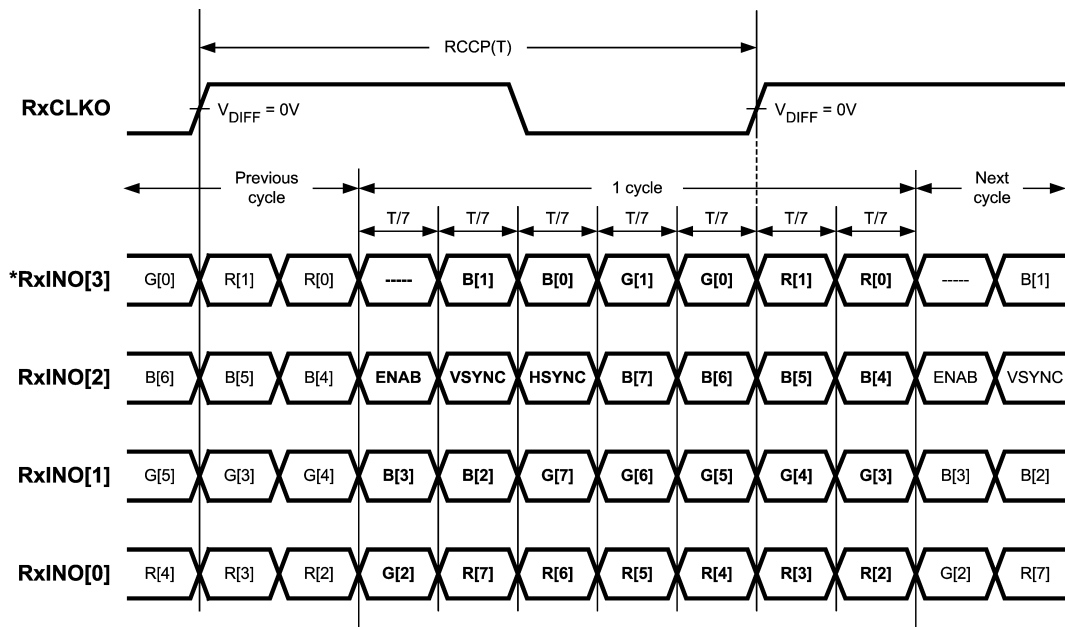 RCCP(T)
RxCLKO
V_DIFF = 0V V_DIFF = 0V
Previous cycle 1 cycle Next cycle
T/7 T/7 T/7 T/7 T/7 T/7 T/7
*RxINO[3] G[0] R[1] R[0] ----- B[1] B[0] G[1] G[0] R[1] R[0] ----- B[1]
RxINO[2] B[6] B[5] B[4] ENAB VSYNC HSYNC B[7] B[6] B[5] B[4] ENAB VSYNC
RxINO[1] G[5] G[3] G[4] B[3] B[2] G[7] G[6] G[5] G[4] G[3] B[3] B[2]
RxINO[0] R[4] R[3] R[2] G[2] R[7] R[6] R[5] R[4] R[3] R[2] G[2] R[7]